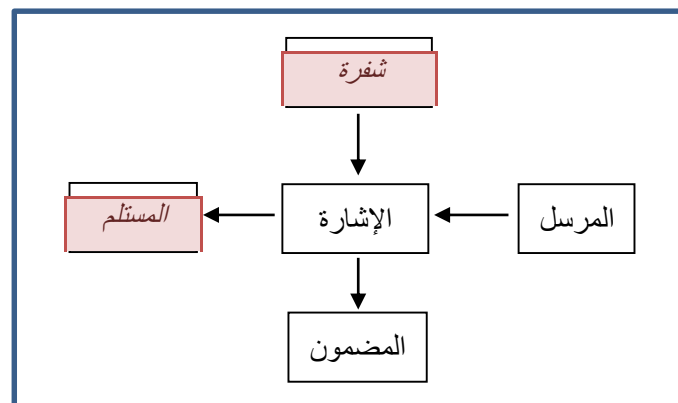 شفرة
المرسل
الإشارة
المستلم
المضمون